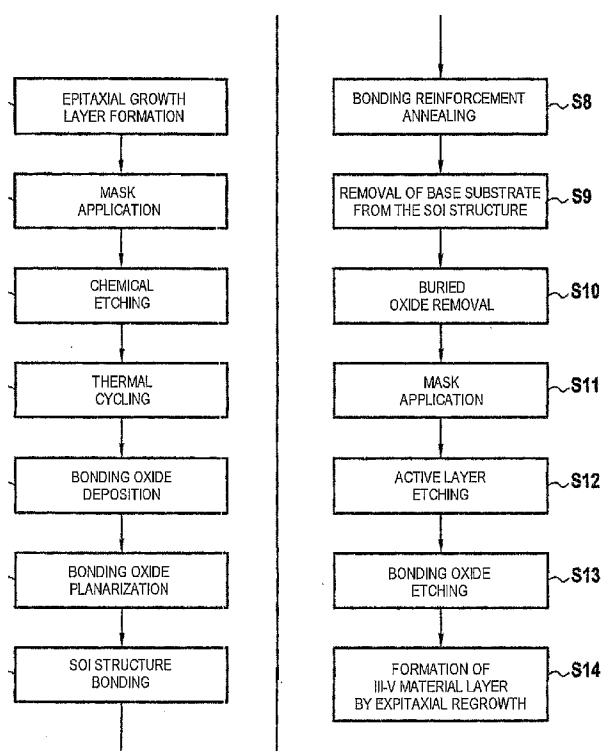 EPITAXIAL GROWTH
LAYER FORMATION
MASK
APPLICATION
CHEMICAL
ETCHING
THERMAL
CYCLING
BONDING OXIDE
DEPOSITION
BONDING OXIDE
PLANARIZATION
SOI STRUCTURE
BONDING
BONDING REINFORCEMENT
ANNEALING
S8
REMOVAL OF BASE SUBSTRATE
FROM THE SOI STRUCTURE
S9
BURIED
OXIDE REMOVAL
S10
MASK
APPLICATION
S11
ACTIVE LAYER
ETCHING
S12
BONDING OXIDE
ETCHING
S13
FORMATION OF
III-V MATERIAL LAYER
BY EXPITAXIAL REGROWTH
S14